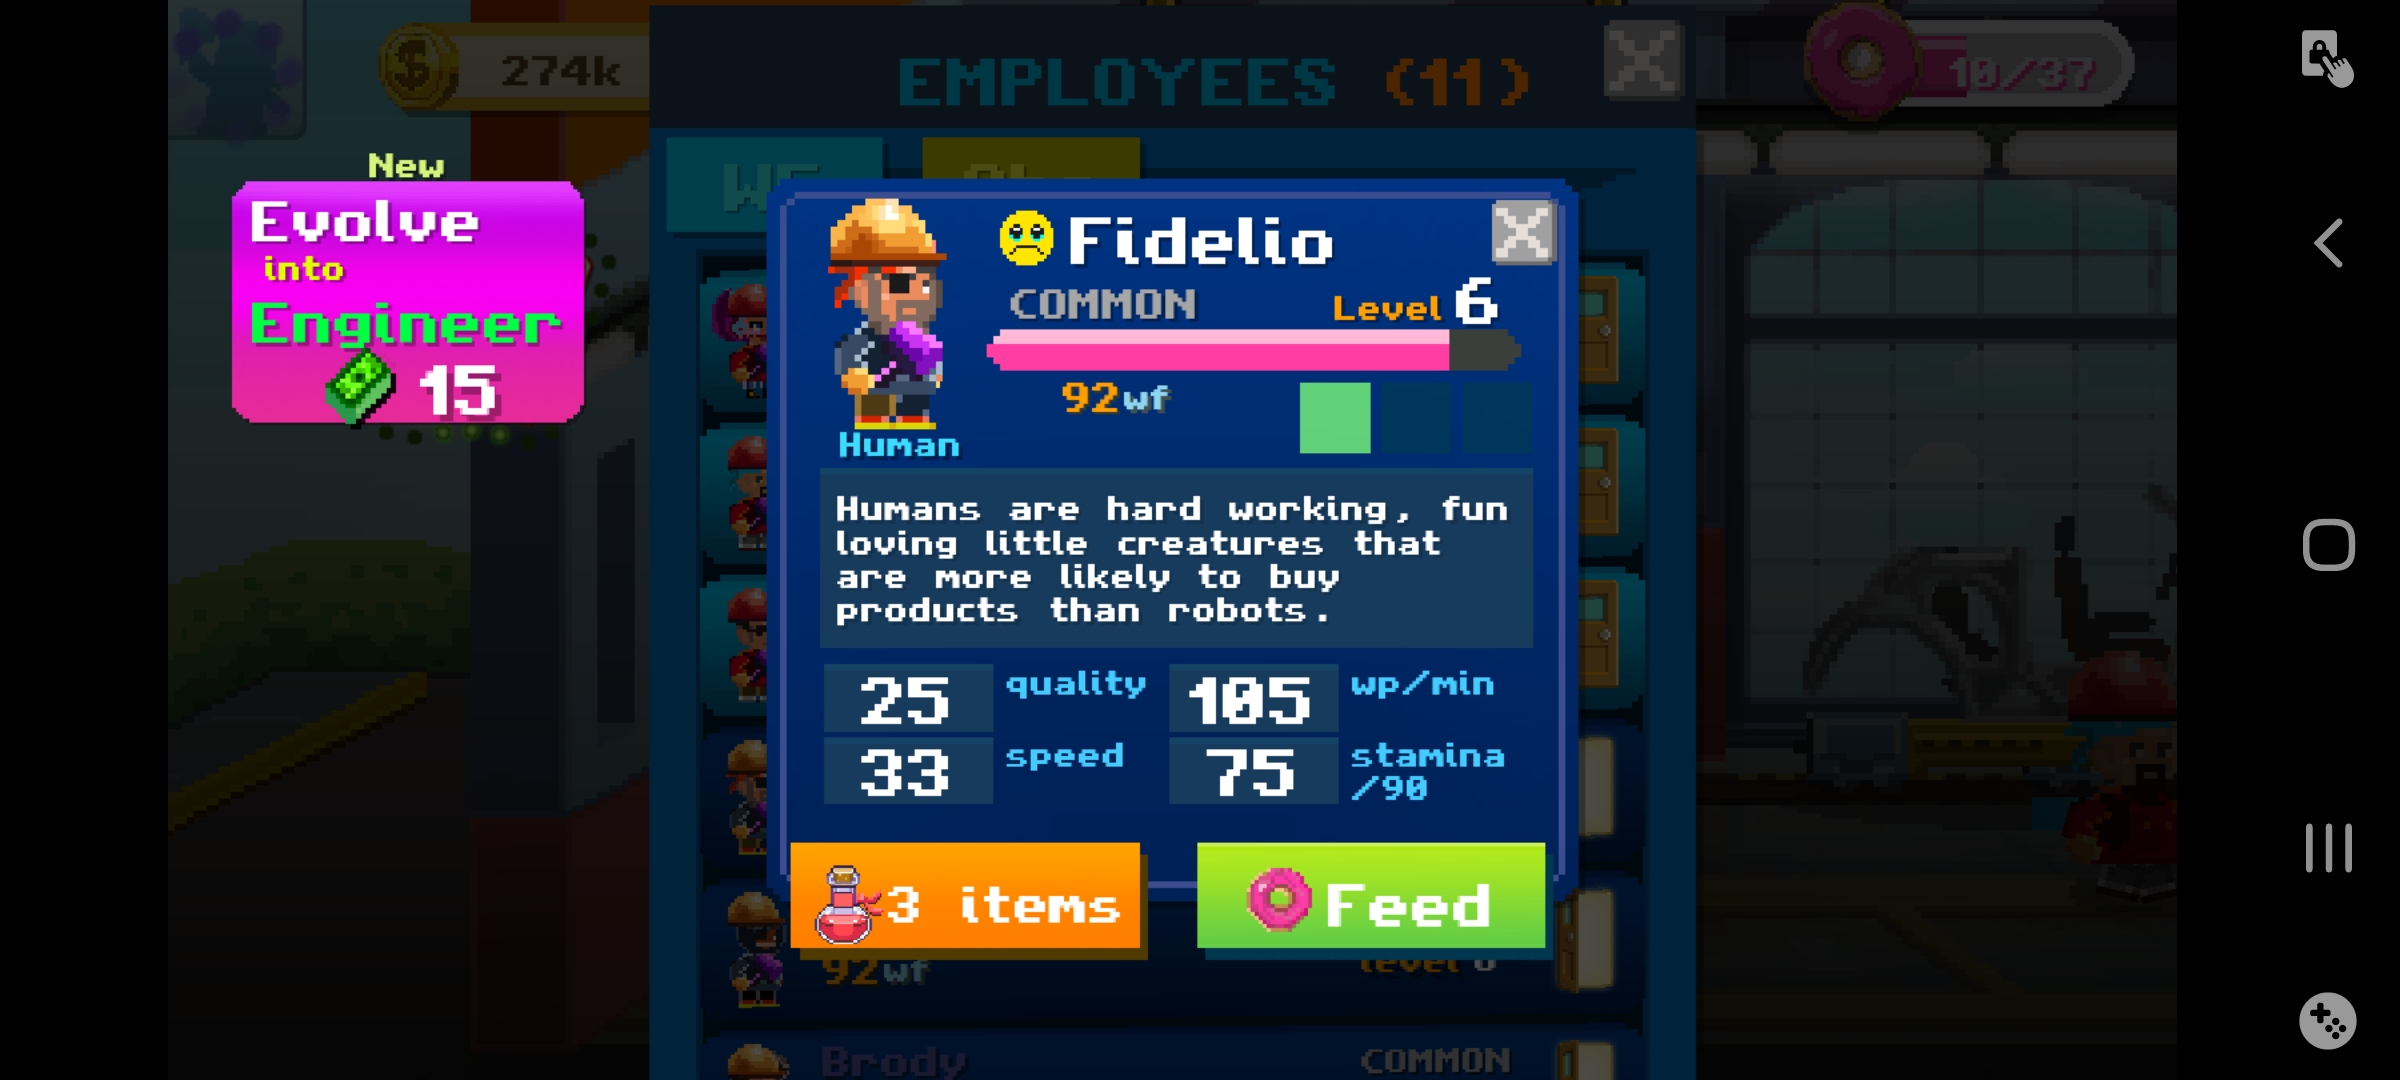 274k
EMPLOYEES (11)
10/37
New
Evolve
into
Engineer
15
Fidelio
COMMON
Level 6
92wf
Human
Humans are hard working, fun
loving little creatures that
are more likely to buy
products than robots.
25 quality
105 wp/min
33 speed
75 stamina
/90
3 items
Feed
92wf
level
Brody
COMMON